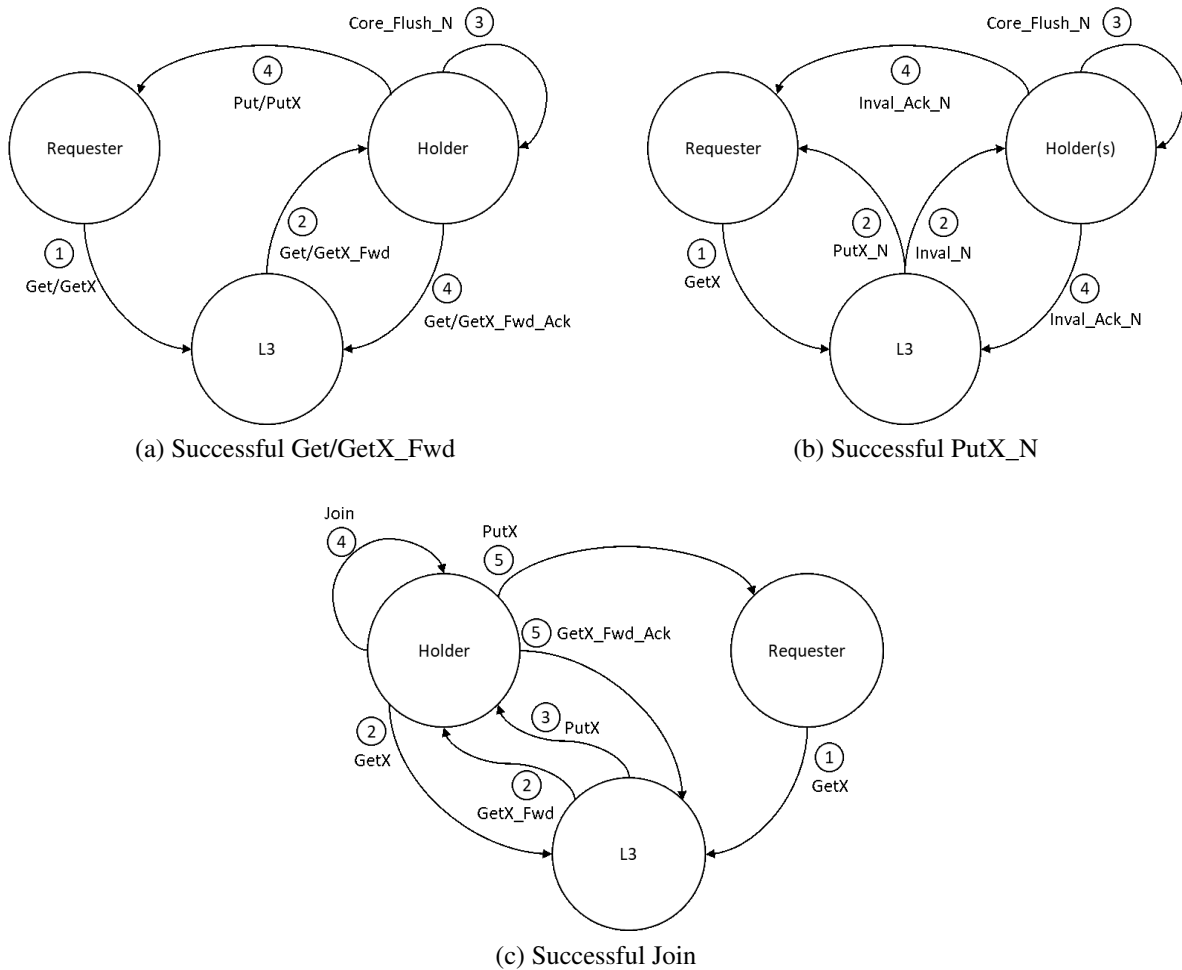 Core_Flush_N ③
④
Put/PutX
Requester
Holder
①
Get/GetX
②
Get/GetX_Fwd
④
Get/GetX_Fwd_Ack
L3
(a) Successful Get/GetX_Fwd
Core_Flush_N ③
④
Inval_Ack_N
Requester
Holder(s)
①
GetX
②
PutX_N
②
Inval_N
④
Inval_Ack_N
L3
(b) Successful PutX_N
Join
④
PutX
⑤
⑤ GetX_Fwd_Ack
Holder
Requester
②
GetX
③ PutX
②
GetX_Fwd
①
GetX
L3
(c) Successful Join